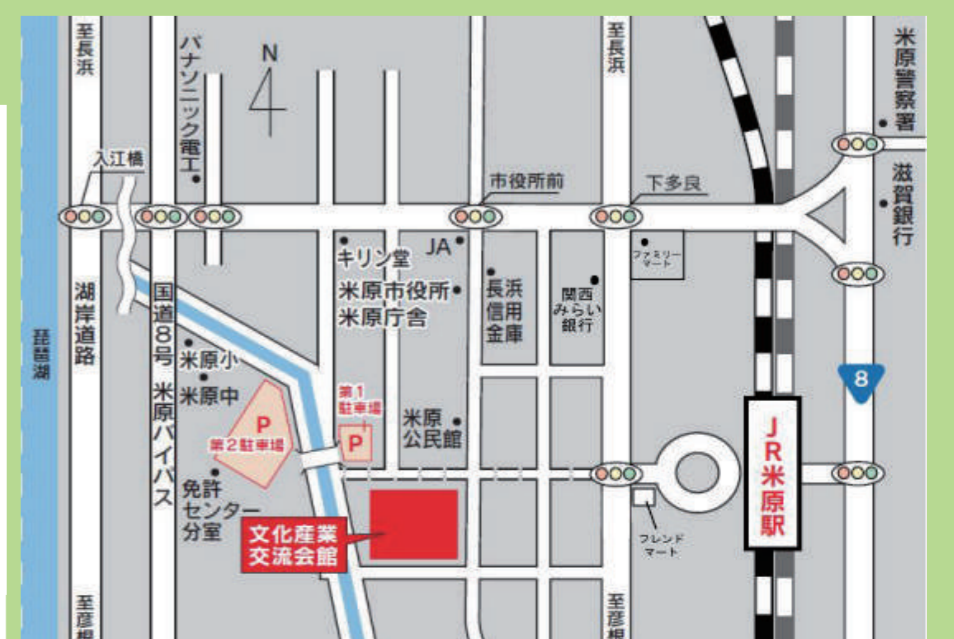 至長浜
パナソニック電工
N
至長浜
米原警察署
入江橋
市役所前
下多良
滋賀銀行
キリン堂
JA
ファミリー
マート
米原市役所
米原庁舎
長浜
信用
金庫
関西
みらい
銀行
湖岸道路
国道8号 米原バイパス
琵琶湖
米原小
米原中
8
第1
駐車場
P
P
第2駐車場
米原
公民館
JR米原駅
免許
センター
分室
文化産業
交流会館
フレンド
マート
至彦根
至彦根